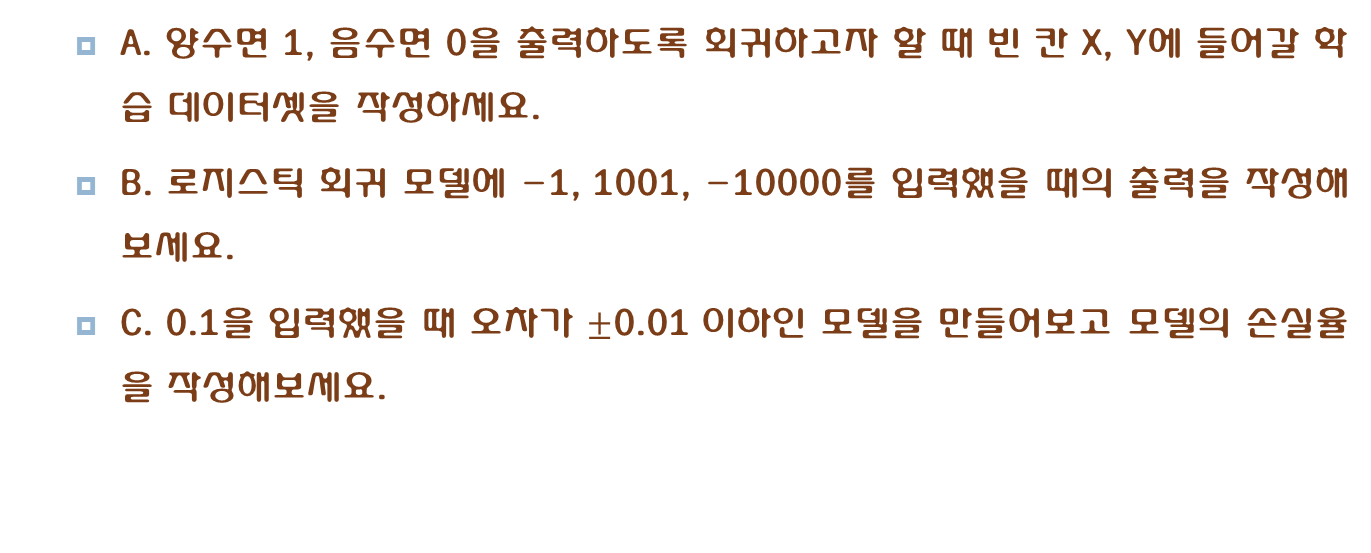 A. 양수면 1, 음수면 0을 출력하도록 회귀하고자 할 때 빈 칸 X, Y에 들어갈 학
습 데이터셋을 작성하세요.
B. 로지스틱 회귀 모델에 −1, 1001, −10000를 입력했을 때의 출력을 작성해
보세요.
C. 0.1을 입력했을 때 오차가 ±0.01 이하인 모델을 만들어보고 모델의 손실율
을 작성해보세요.